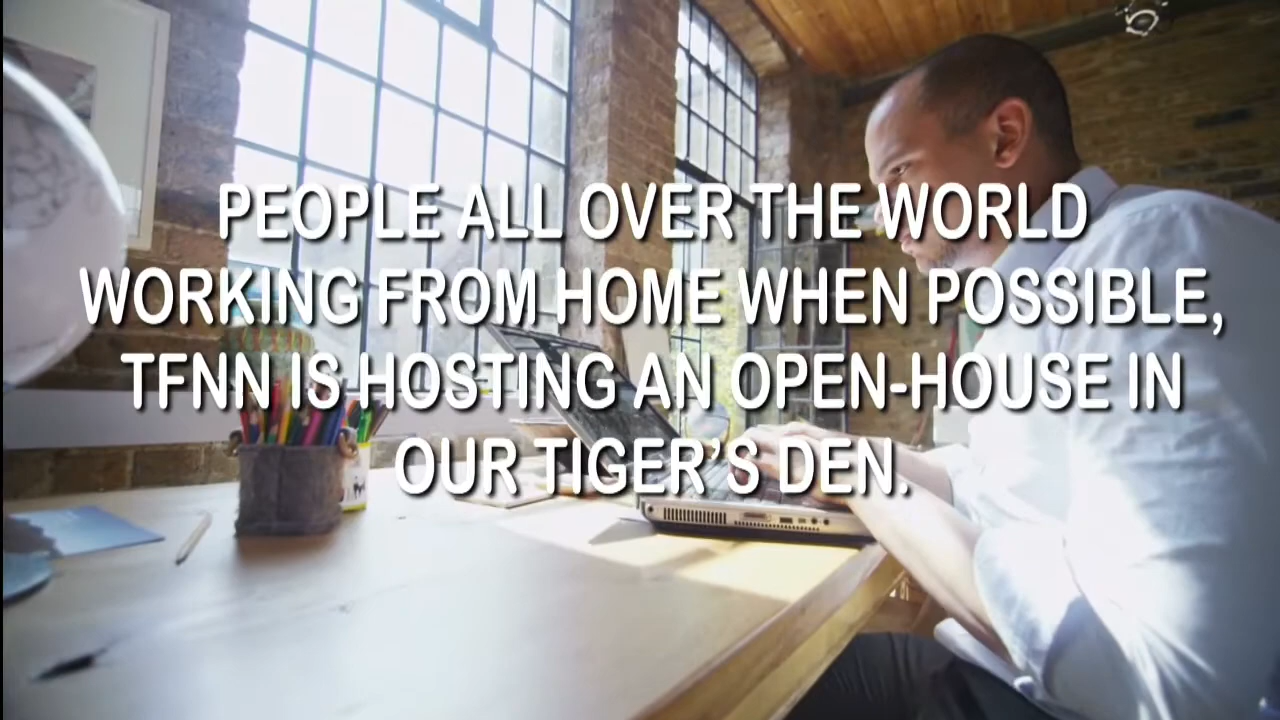 PEOPLE ALL OVER THE WORLD
WORKING FROM HOME WHEN POSSIBLE,
TFNN IS HOSTING AN OPEN-HOUSE IN
OUR TIGER’S DEN.